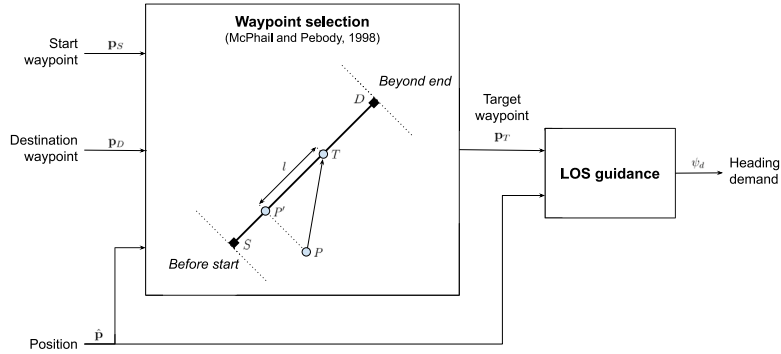 Waypoint selection
(McPhail and Pebody, 1998)
Start
waypoint
p_S
Beyond end
D
Target
waypoint
p_T
Destination
waypoint
p_D
l
T
LOS guidance
ψ_d
Heading
demand
P′
S
P
Before start
Position
p̂